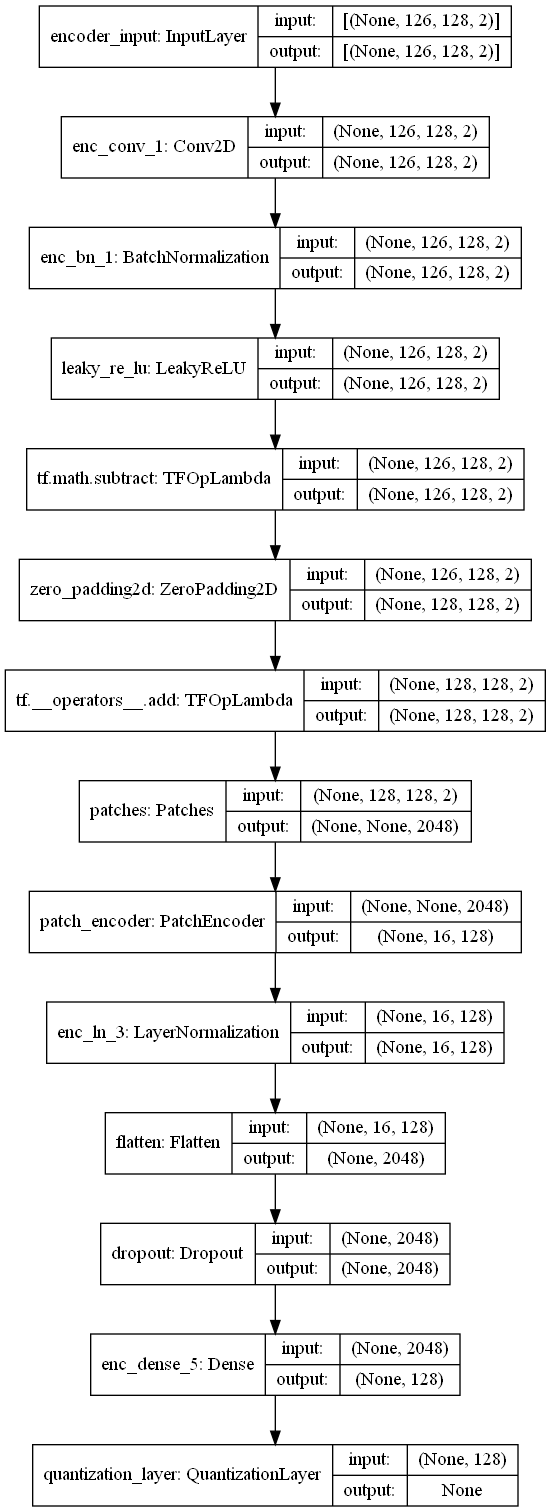 encoder_input: InputLayer
input:
[(None, 126, 128, 2)]
output:
[(None, 126, 128, 2)]
enc_conv_1: Conv2D
input:
(None, 126, 128, 2)
output:
(None, 126, 128, 2)
enc_bn_1: BatchNormalization
input:
(None, 126, 128, 2)
output:
(None, 126, 128, 2)
leaky_re_lu: LeakyReLU
input:
(None, 126, 128, 2)
output:
(None, 126, 128, 2)
tf.math.subtract: TFOpLambda
input:
(None, 126, 128, 2)
output:
(None, 126, 128, 2)
zero_padding2d: ZeroPadding2D
input:
(None, 126, 128, 2)
output:
(None, 128, 128, 2)
tf.__operators__.add: TFOpLambda
input:
(None, 128, 128, 2)
output:
(None, 128, 128, 2)
patches: Patches
input:
(None, 128, 128, 2)
output:
(None, None, 2048)
patch_encoder: PatchEncoder
input:
(None, None, 2048)
output:
(None, 16, 128)
enc_ln_3: LayerNormalization
input:
(None, 16, 128)
output:
(None, 16, 128)
flatten: Flatten
input:
(None, 16, 128)
output:
(None, 2048)
dropout: Dropout
input:
(None, 2048)
output:
(None, 2048)
enc_dense_5: Dense
input:
(None, 2048)
output:
(None, 128)
quantization_layer: QuantizationLayer
input:
(None, 128)
output:
None